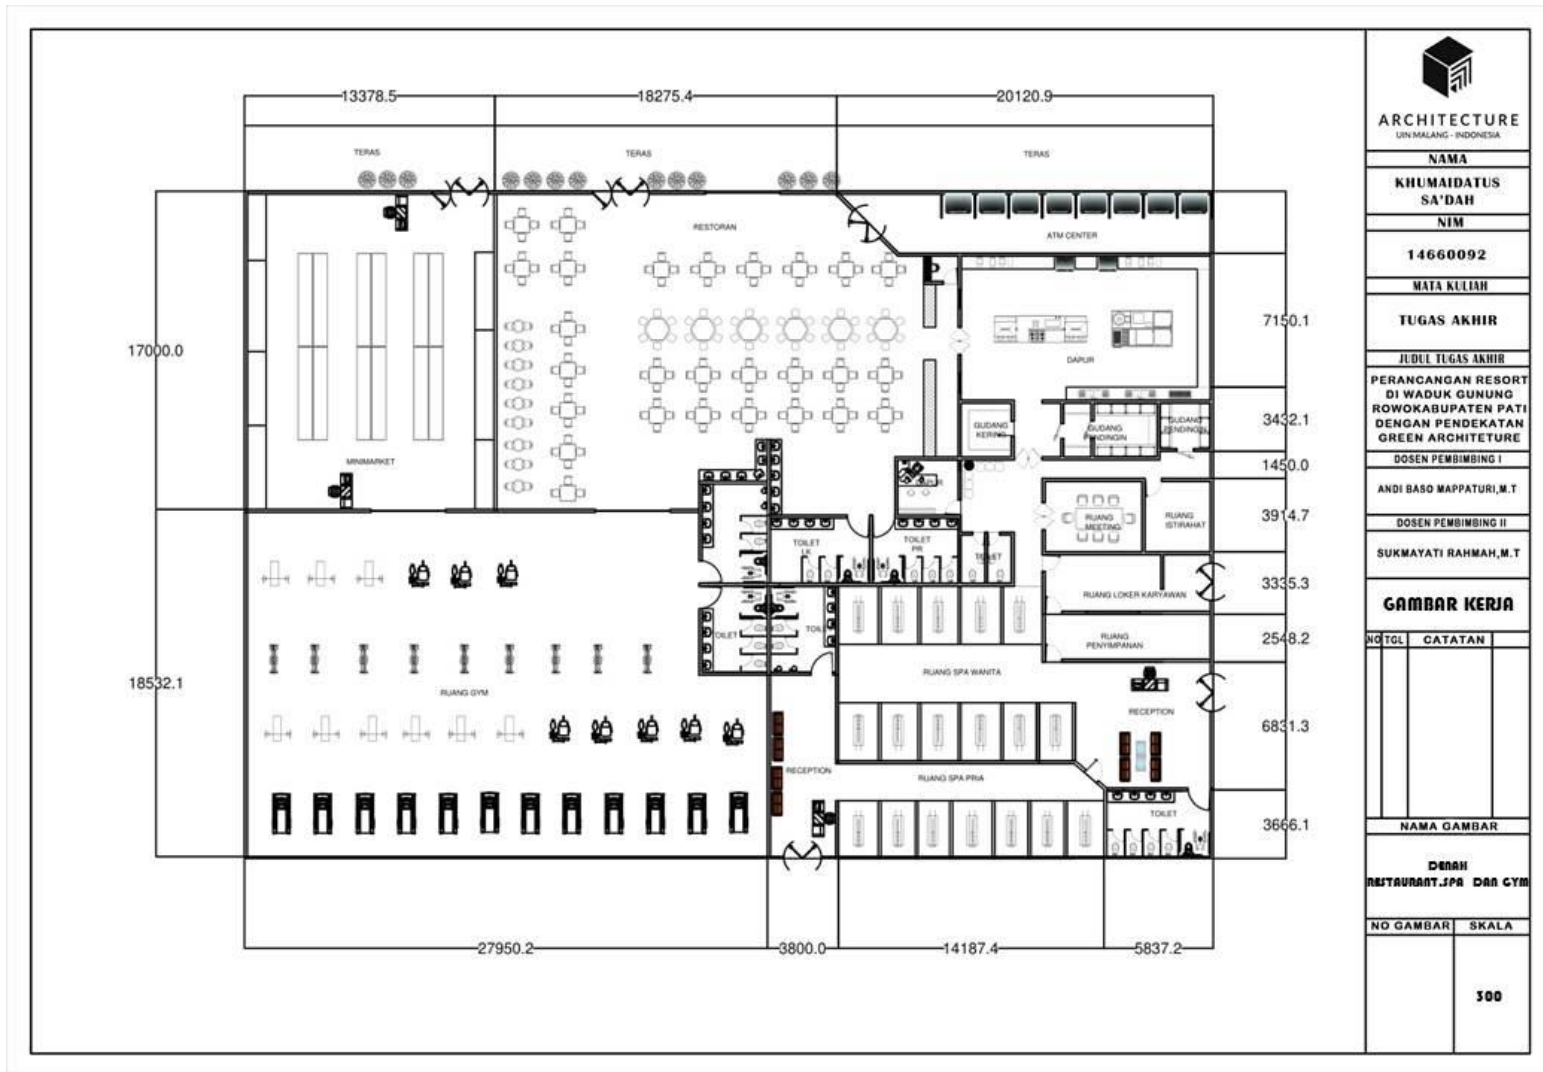 13378.5
18275.4
20120.9
TERAS
TERAS
TERAS
RESTORAN
ATM CENTER
17000.0
7150.1
DAPUR
3432.1
GUDANG
KERING
GUDANG
PENDINGIN
GUDANG
PENDINGIN
MINIMARKET
1450.0
DAPUR
RUANG
MEETING
RUANG
ISTIRAHAT
3914.7
TOILET
LK
TOILET
PR
TOILET
3335.3
RUANG LOKER KARYAWAN
TOILET
RUANG
PENYIMPANAN
2548.2
18532.1
RUANG GYM
RUANG SPA WANITA
RECEPTION
6831.3
RECEPTION
RUANG SPA PRIA
TOILET
3666.1
27950.2
3800.0
14187.4
5837.2
ARCHITECTURE
UIN MALANG - INDONESIA
NAMA
KHUMAIDATUS
SA'DAH
NIM
14660092
MATA KULIAH
TUGAS AKHIR
JUDUL TUGAS AKHIR
PERANCANGAN RESORT
DI WADUK GUNUNG
ROWOKABUPATEN PATI
DENGAN PENDEKATAN
GREEN ARCHITETURE
DOSEN PEMBIMBING I
ANDI BASO MAPPATURI,M.T
DOSEN PEMBIMBING II
SUKMAYATI RAHMAH,M.T
GAMBAR KERJA
NO TGL CATATAN
NAMA GAMBAR
DENAH
RESTAURANT.SPA DAN GYM
NO GAMBAR SKALA
300